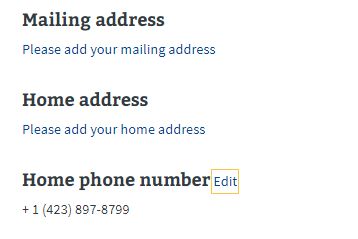 Mailing address
Please add your mailing address
Home address
Please add your home address
Home phone number Edit
+ 1 (423) 897-8799